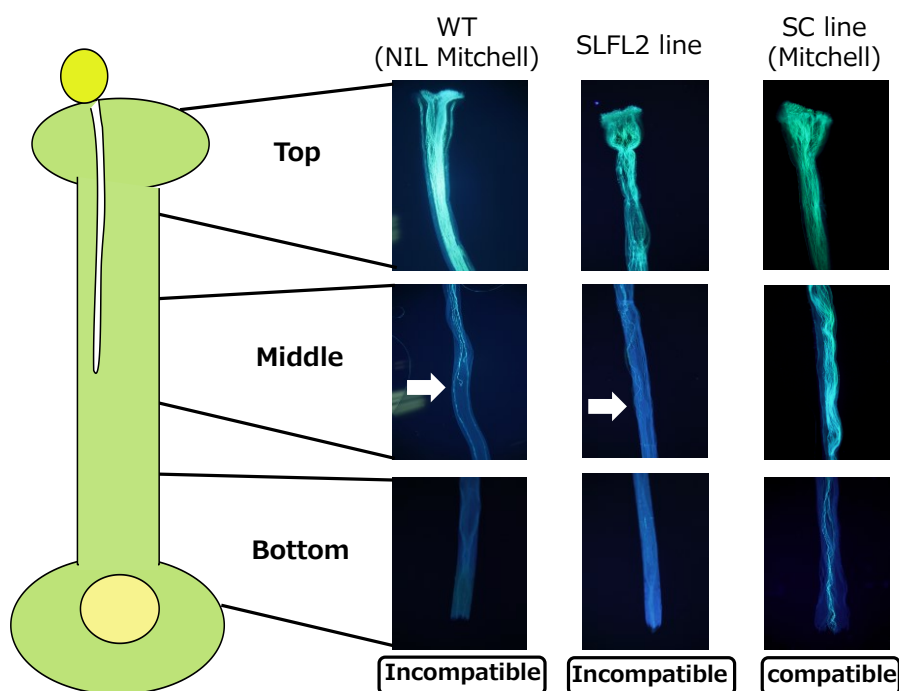 WT
(NIL Mitchell)
SLFL2 line
SC line
(Mitchell)
Top
Middle
Bottom
Incompatible
Incompatible
compatible